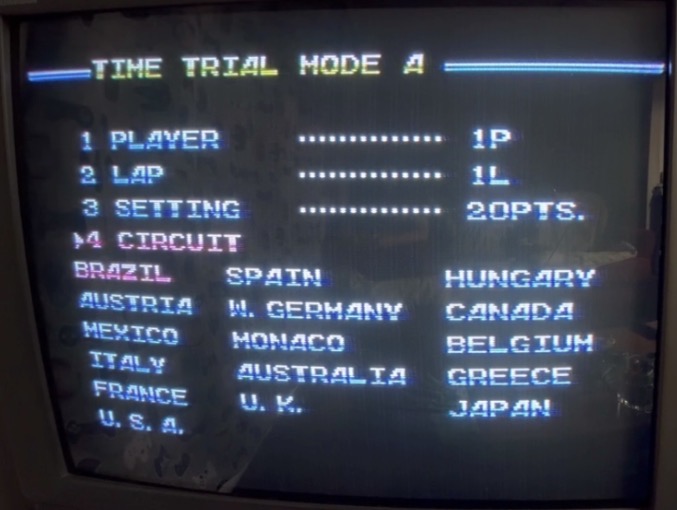 TIME TRIAL MODE A
1 PLAYER ················ 1P
2 LAP ················ 1L
3 SETTING ················ 20PTS.
4 CIRCUIT
BRAZIL SPAIN HUNGARY
AUSTRIA W. GERMANY CANADA
MEXICO MONACO BELGIUM
ITALY AUSTRALIA GREECE
FRANCE U. K. JAPAN
U. S. A.